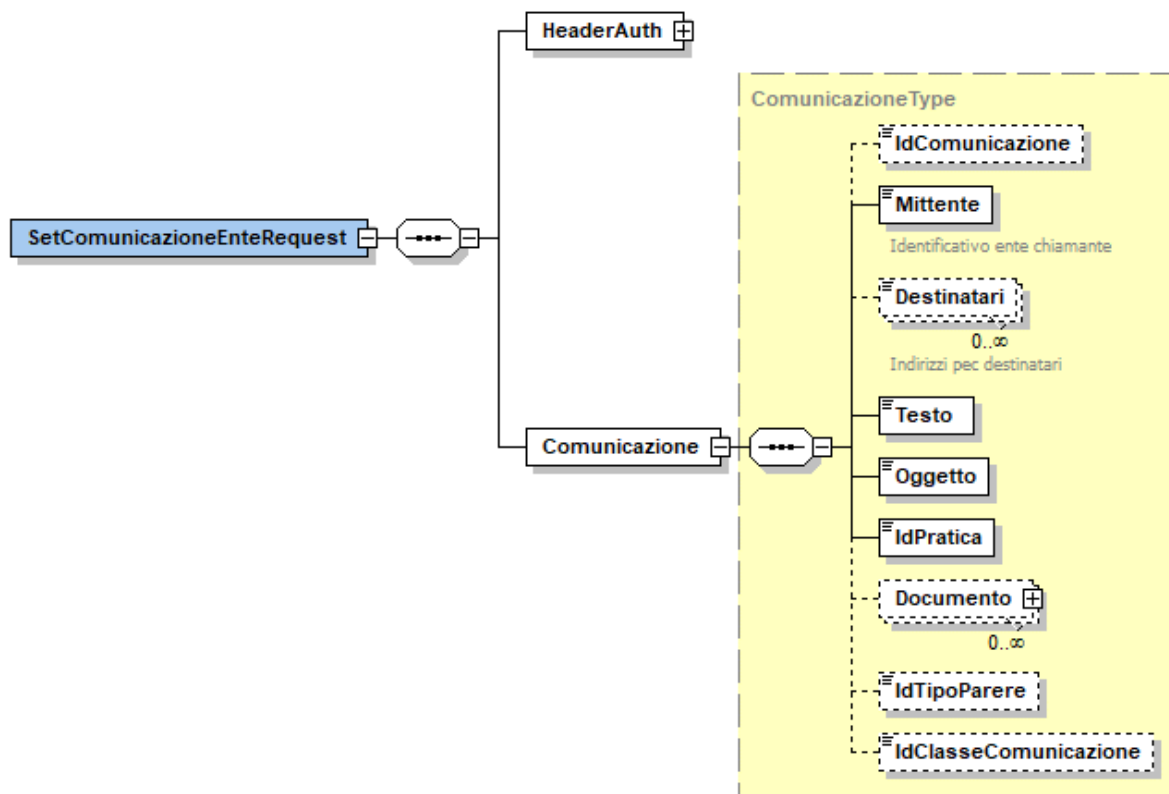 HeaderAuth
ComunicazioneType
IdComunicazione
Mittente
Identificativo ente chiamante
SetComunicazioneEnteRequest
Destinatari
0..∞
Indirizzi pec destinatari
Testo
Comunicazione
Oggetto
IdPratica
Documento
0..∞
IdTipoParere
IdClasseComunicazione